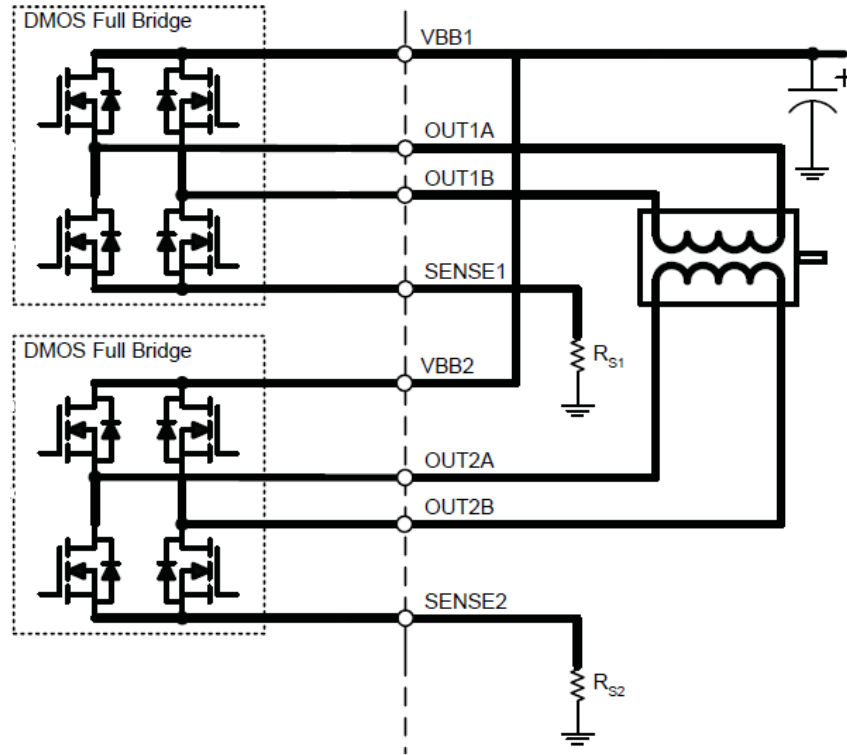 DMOS Full Bridge
VBB1
+
OUT1A
OUT1B
SENSE1
RS1
DMOS Full Bridge
VBB2
OUT2A
OUT2B
SENSE2
RS2